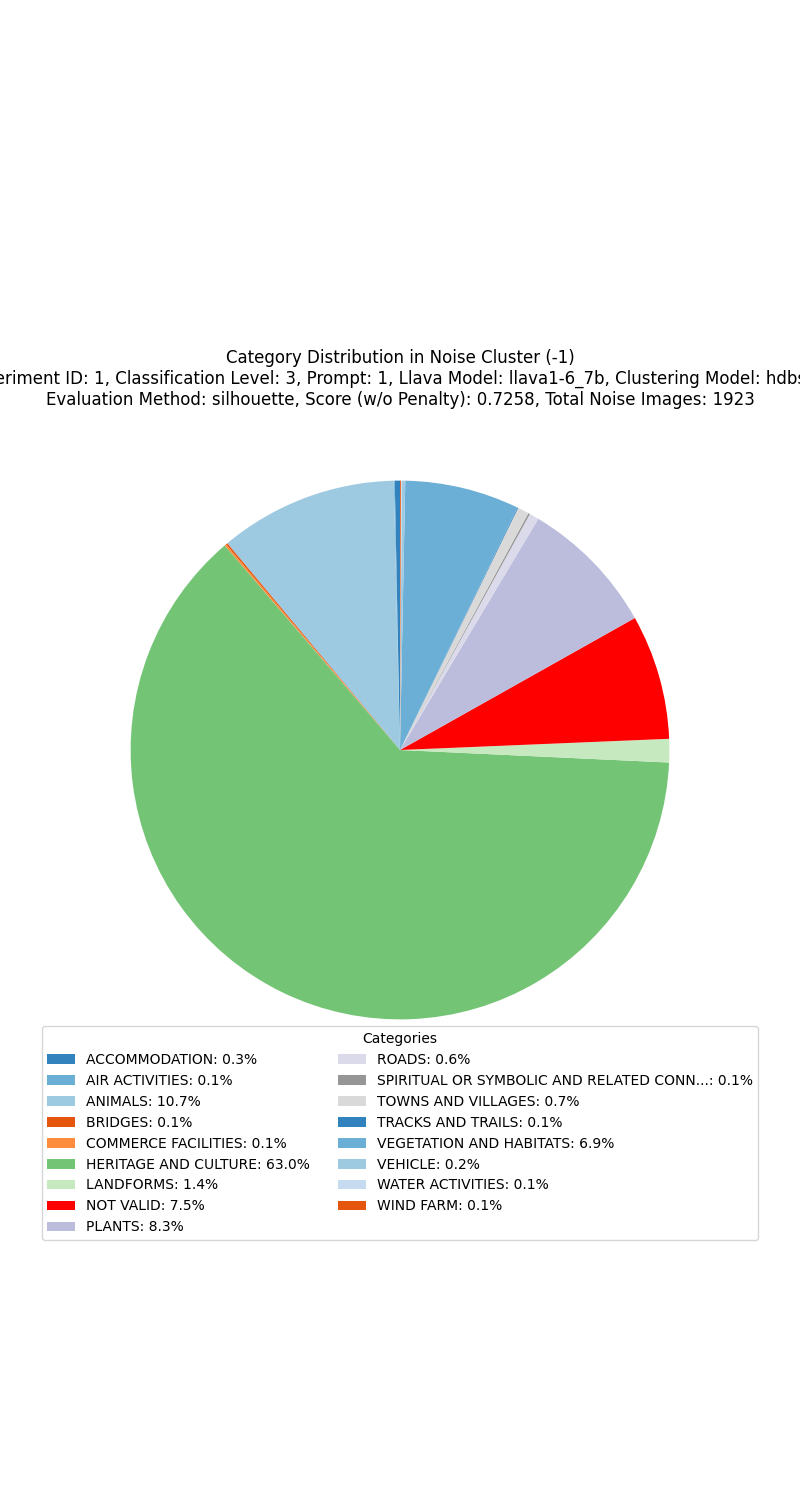 Category Distribution in Noise Cluster (-1)
eriment ID: 1, Classification Level: 3, Prompt: 1, Llava Model: llava1-6_7b, Clustering Model: hdbs
Evaluation Method: silhouette, Score (w/o Penalty): 0.7258, Total Noise Images: 1923
Categories
ACCOMMODATION: 0.3%
AIR ACTIVITIES: 0.1%
ANIMALS: 10.7%
BRIDGES: 0.1%
COMMERCE FACILITIES: 0.1%
HERITAGE AND CULTURE: 63.0%
LANDFORMS: 1.4%
NOT VALID: 7.5%
PLANTS: 8.3%
ROADS: 0.6%
SPIRITUAL OR SYMBOLIC AND RELATED CONN...: 0.1%
TOWNS AND VILLAGES: 0.7%
TRACKS AND TRAILS: 0.1%
VEGETATION AND HABITATS: 6.9%
VEHICLE: 0.2%
WATER ACTIVITIES: 0.1%
WIND FARM: 0.1%